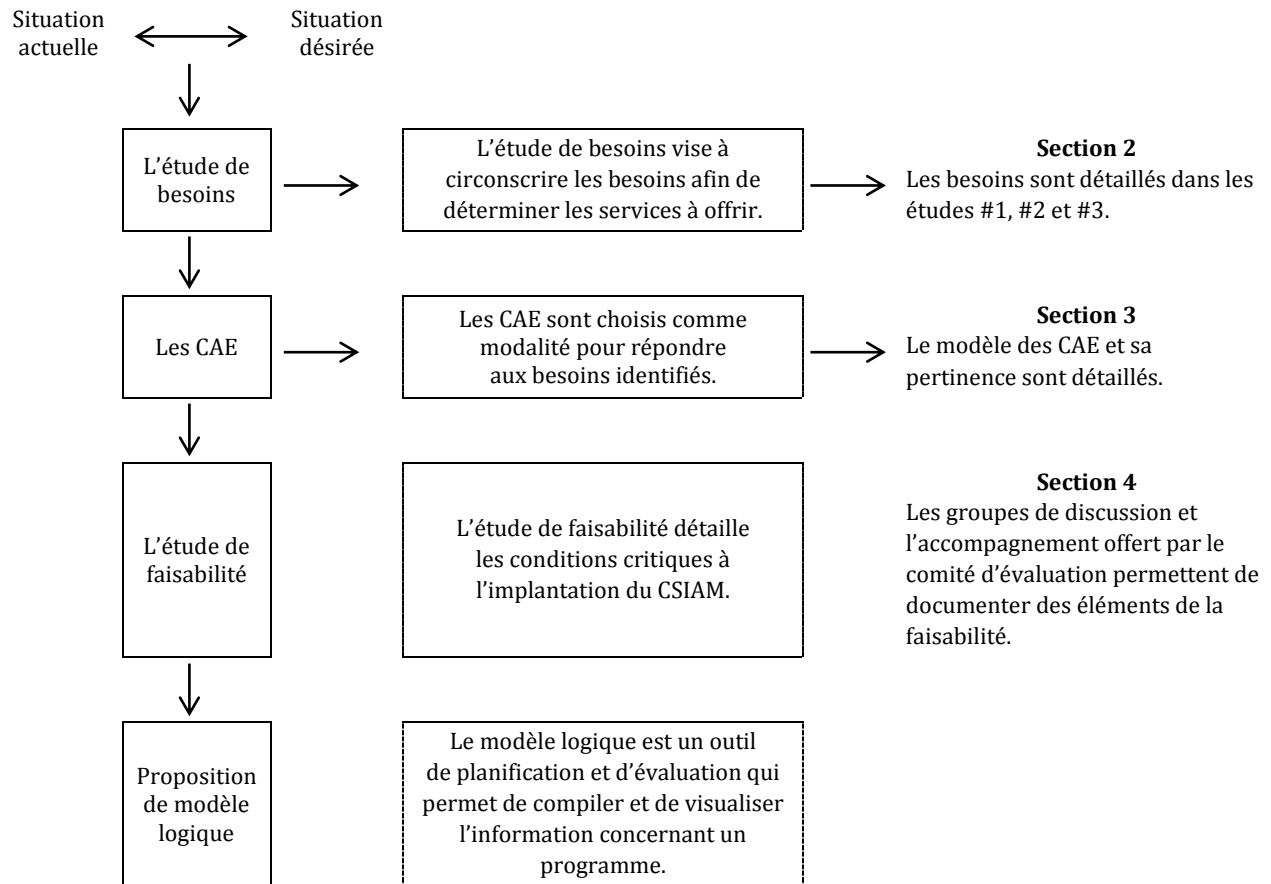 Situation
actuelle
Situation
désirée
L’étude de
besoins
L’étude de besoins vise à
circonscrire les besoins afin de
déterminer les services à offrir.
Section 2
Les besoins sont détaillés dans les
études #1, #2 et #3.
Les CAE
Les CAE sont choisis comme
modalité pour répondre
aux besoins identifiés.
Section 3
Le modèle des CAE et sa
pertinence sont détaillés.
L’étude de
faisabilité
L’étude de faisabilité détaille
les conditions critiques à
l’implantation du CSIAM.
Section 4
Les groupes de discussion et
l’accompagnement offert par le
comité d’évaluation permettent de
documenter des éléments de la
faisabilité.
Proposition
de modèle
logique
Le modèle logique est un outil
de planification et d’évaluation qui
permet de compiler et de visualiser
l’information concernant un
programme.